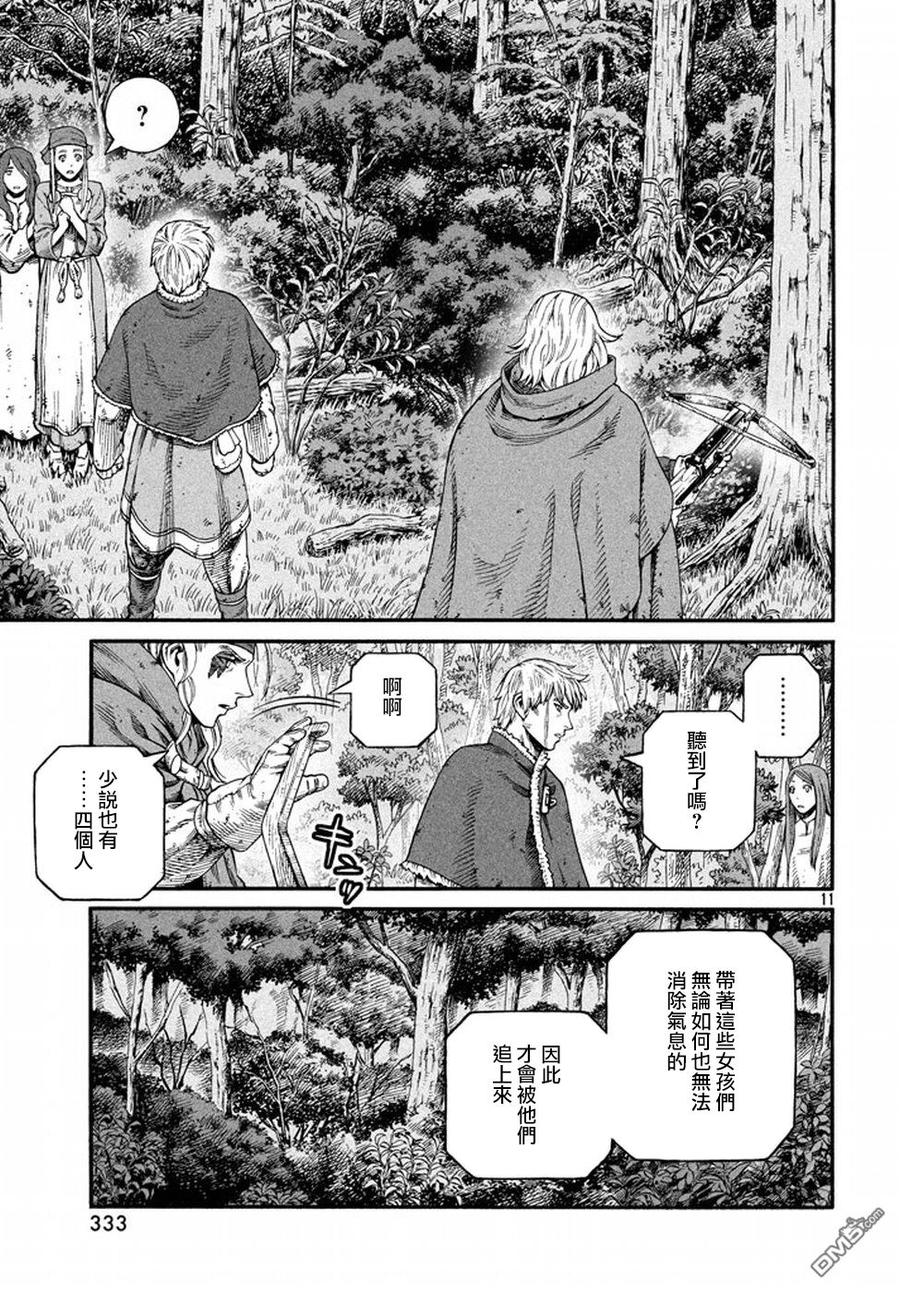 ?
………
聽到了嗎?
啊啊
少說也有
……四個人
キュッ
11
帶著這些女孩們
無論如何也無法
消除氣息的
因此
才會被他們
追上來
333
DM5.com